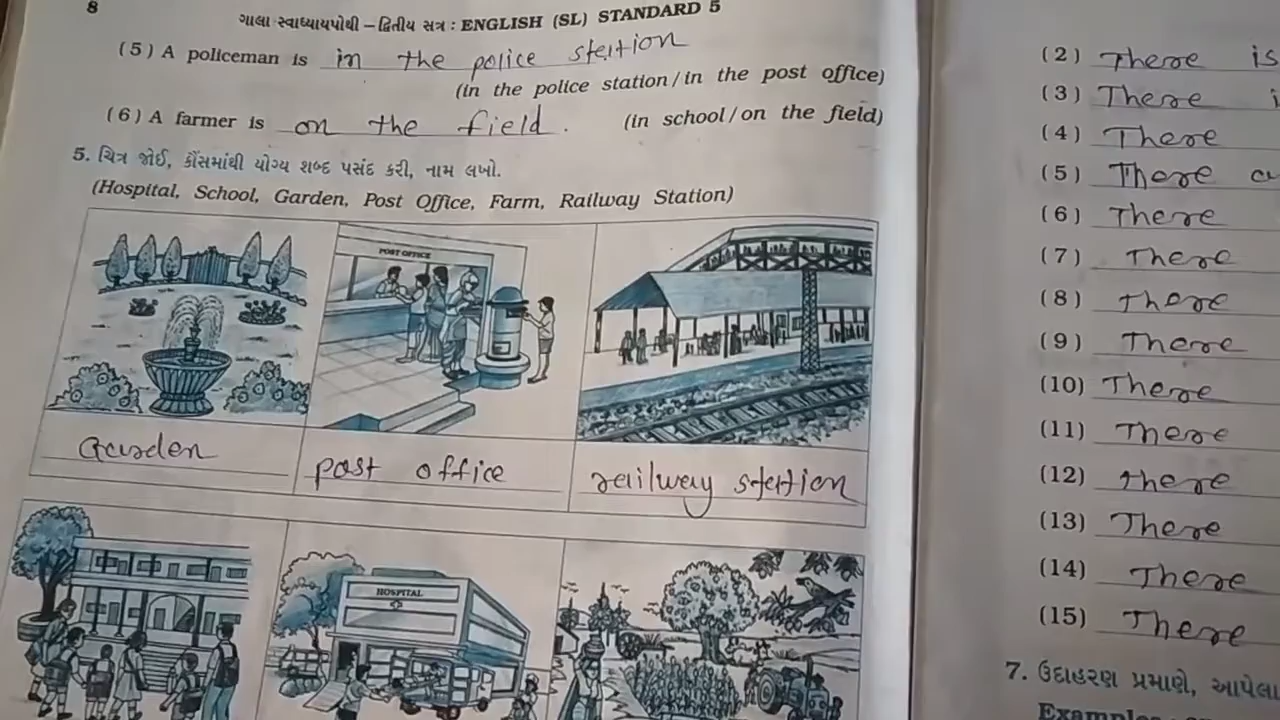 8
ગાલા સ્વાધ્યાયપોથી – દ્વિતીય સત્ર : ENGLISH (SL) STANDARD 5
(5) A policeman is in the police station
(in the police station/in the post office)
(6) A farmer is on the field. (in school/on the field)
5. ચિત્ર જોઈ, કૌંસમાંથી યોગ્ય શબ્દ પસંદ કરી, નામ લખો.
(Hospital, School, Garden, Post Office, Farm, Railway Station)
POST OFFICE
Garden
post office
railway station
HOSPITAL
(2) There is
(3) There
(4) There
(5) There
(6) There
(7) There
(8) there
(9) There
(10) There
(11) There
(12) there
(13) There
(14) There
(15) There
7. ઉદાહરણ પ્રમાણે, આપેલા